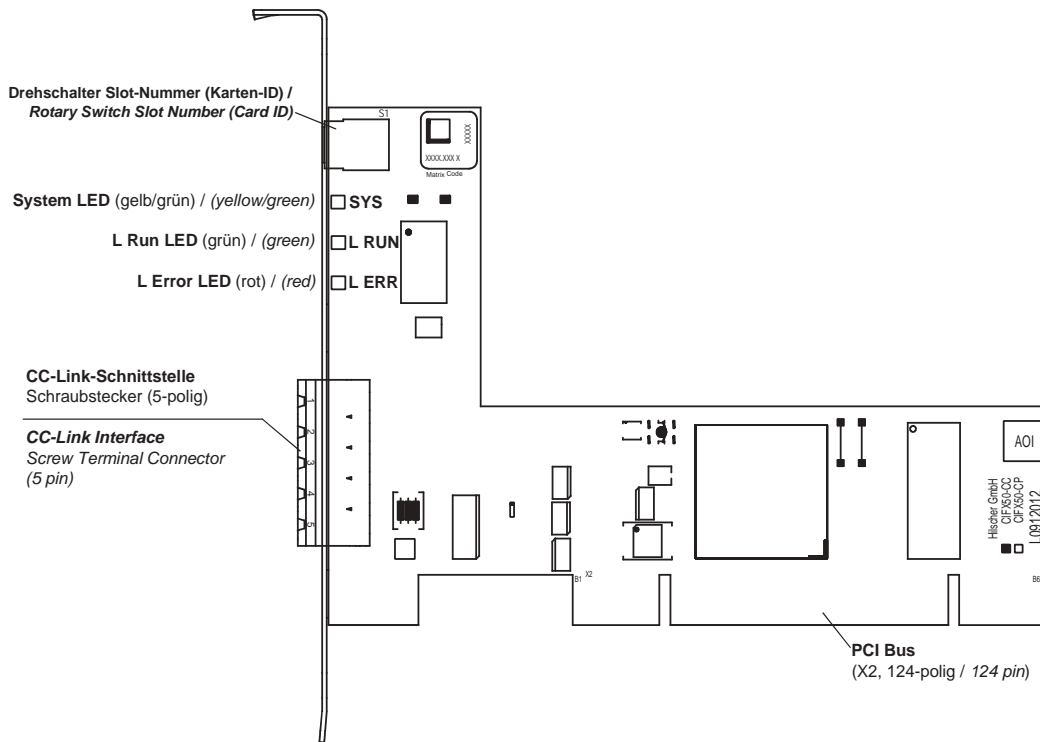 Drehschalter Slot-Nummer (Karten-ID) /
Rotary Switch Slot Number (Card ID)
S1
XXXXX
XXXX.XXX X
Matrix Code
System LED (gelb/grün) / (yellow/green)
SYS
L Run LED (grün) / (green)
L RUN
L Error LED (rot) / (red)
L ERR
CC-Link-Schnittstelle
Schraubstecker (5-polig)
CC-Link Interface
Screw Terminal Connector
(5 pin)
1
2
3
4
5
AOI
Hilscher GmbH
CIFX50-CC
CIFX50-CP
L0912012
B1
X2
B6
PCI Bus
(X2, 124-polig / 124 pin)